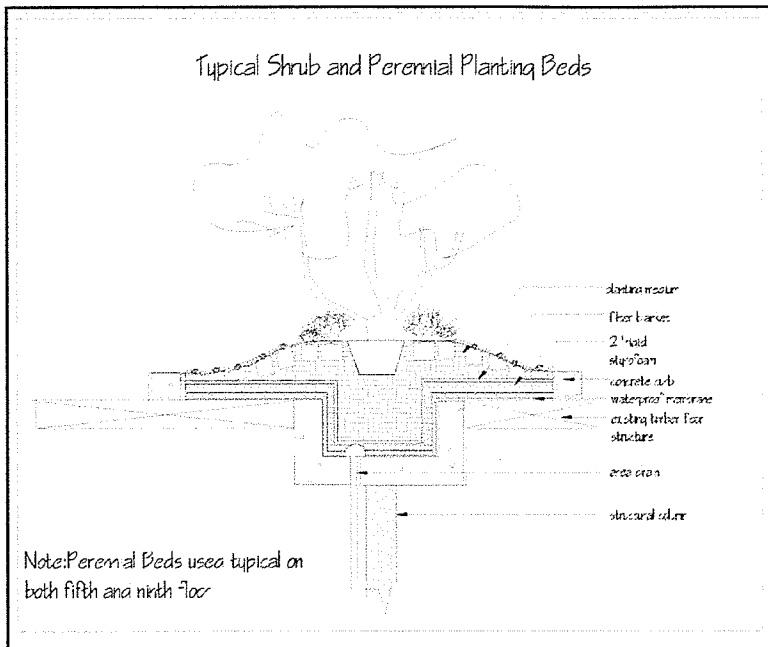 Typical Shrub and Perennial Planting Beds
planting medium
filter blanket
2" rigid
styrofoam
concrete curb
waterproof membrane
existing timber floor
structure
area drain
structural column
Note:Perennial Beds used typical on
both fifth and ninth floor